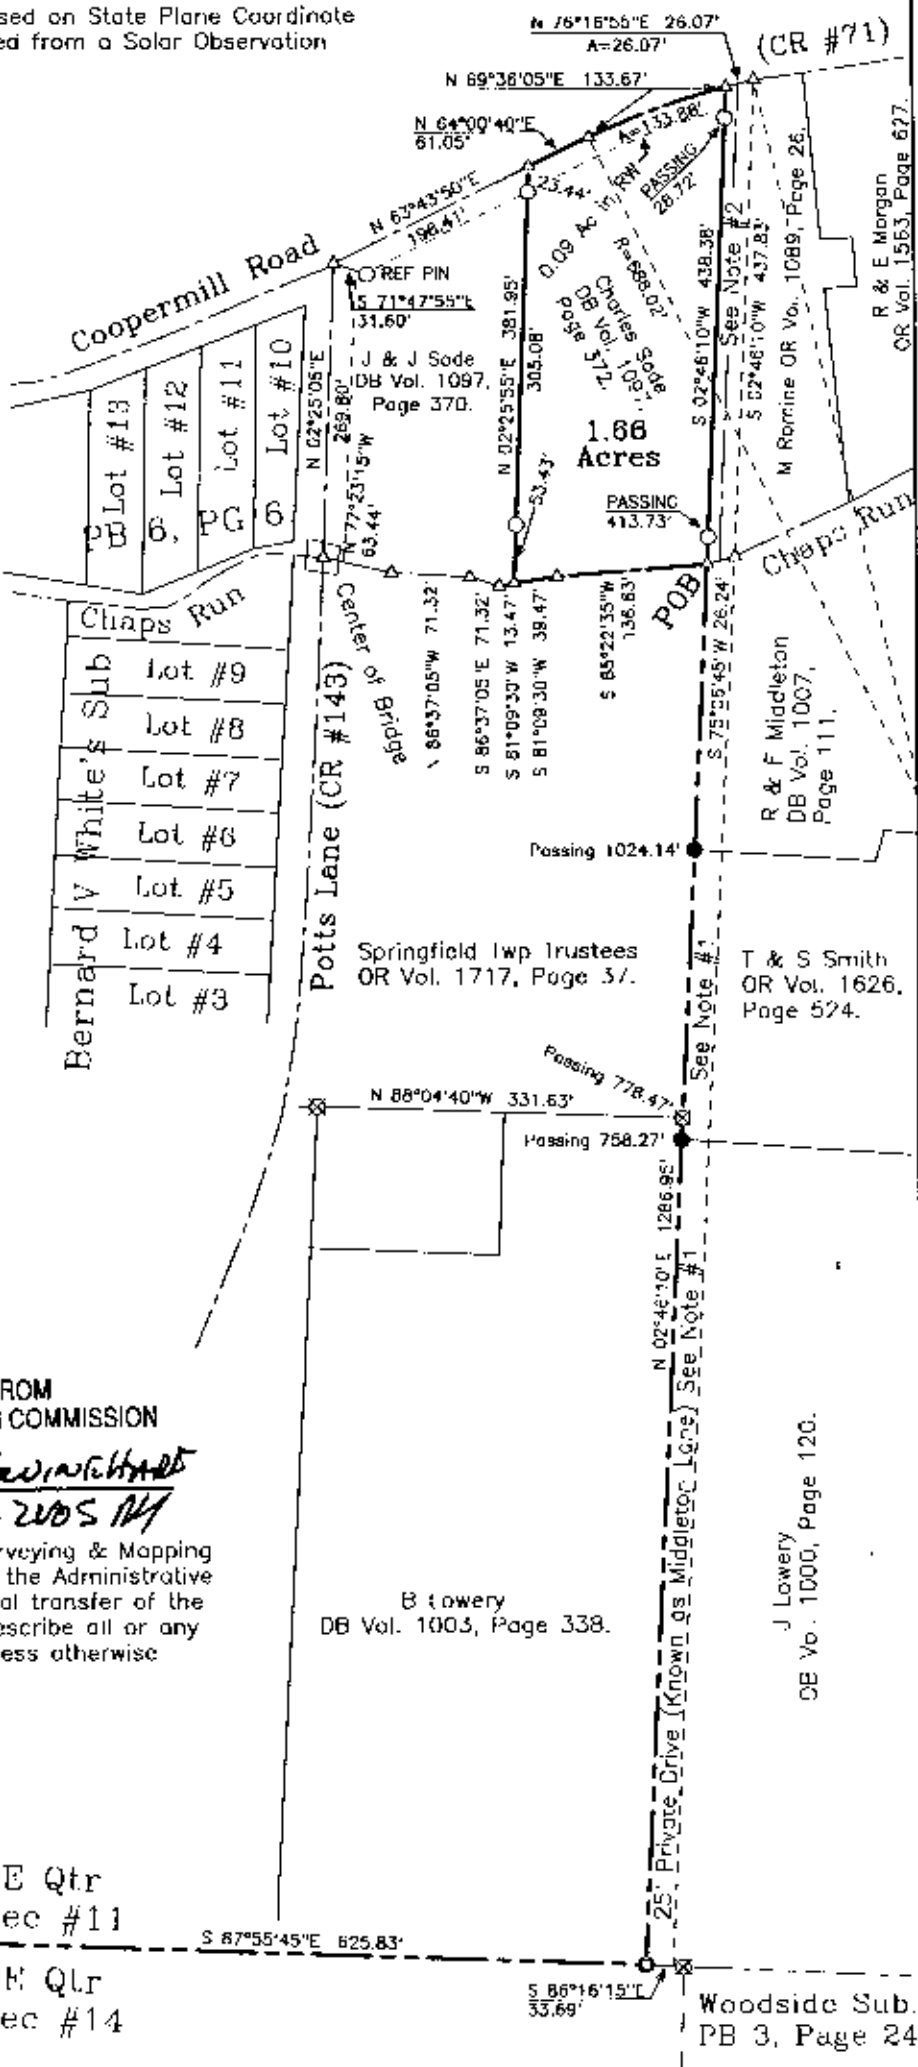 sed on State Plane Coordinate
ed from a Solar Observation
N 76°16'55"E 26.07'
A=26.07'
(CR #71)
N 69°36'05"E 133.67'
N 64°00'40"E
61.05'
A=133.88'
PASSING
28.72'
N 63°43'50"E
198.41'
23.44'
0.09 Ac in RW
R=688.02'
Charles Sode
DB Vol. 1097,
Page 372.
Coopermill Road
REF PIN
S 71°47'55"E
31.60'
J & J Sode
DB Vol. 1097,
Page 370.
N 02°25'05"E
269.80'
N 02°25'55"E 381.95'
305.08'
53.43'
1.66
Acres
S 02°46'10"W 438.38'
See Note #2
S 02°46'10"W 437.83'
M Romine OR Vol. 1089, Page 26.
R & E Morgan
OR Vol. 1563, Page 627.
PASSING
413.73'
Lot #13
Lot #12
Lot #11
Lot #10
PB 6, PG 6
N 77°23'15"W
63.44'
Chaps Run
POB
Chaps Run
Center of Bridge
86°37'05"W 71.32'
S 86°37'05"E 71.32'
S 81°09'30"W 13.47'
S 81°09'30"W 39.47'
S 85°22'35"W
136.63'
S 75°05'45"W 26.24'
R & F Middleton
DB Vol. 1007,
Page 111.
Bernard V White's Sub
Lot #9
Lot #8
Lot #7
Lot #6
Lot #5
Lot #4
Lot #3
Potts Lane (CR #143)
Passing 1024.14'
Springfield Twp Trustees
OR Vol. 1717, Page 37.
See Note #1
T & S Smith
OR Vol. 1626,
Page 524.
Passing 778.47'
N 88°04'40"W 331.63'
Passing 758.27'
N 02°46'10"E 1286.95'
25' Private Drive (Known as Middleton Lane) See Note #1
ROM
COMMISSION
2005
rveying & Mapping
the Administrative
al transfer of the
escribe all or any
ess otherwise
B Lowery
DB Vol. 1003, Page 338.
J Lowery
DB Vol. 1000, Page 120.
E Qtr
ec #11
S 87°55'45"E 625.83'
E Qtr
ec #14
S 86°16'15"E
33.69'
Woodside Sub.
PB 3, Page 24